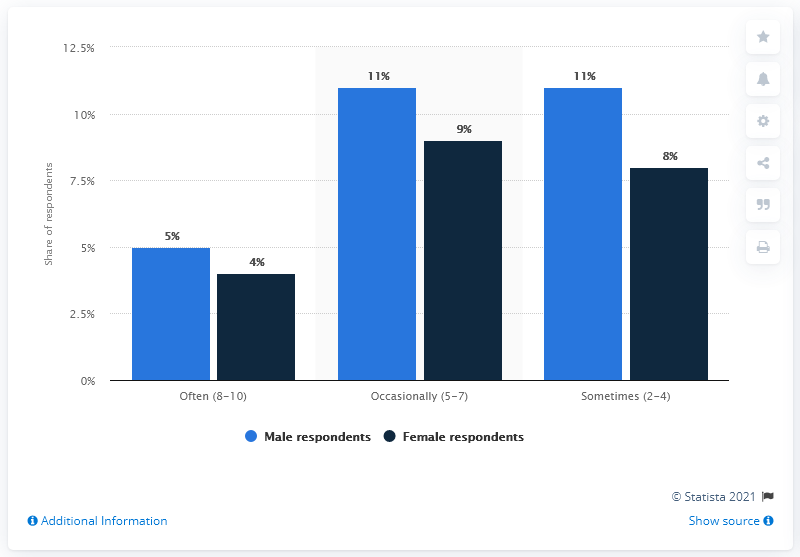 12.5%
10%
7.5%
5%
2.5%
0%
Share of respondents
5%
4%
11%
9%
11%
8%
Often (8-10)
Occasionally (5-7)
Sometimes (2-4)
Male respondents
Female respondents
© Statista 2021
Additional Information
Show source